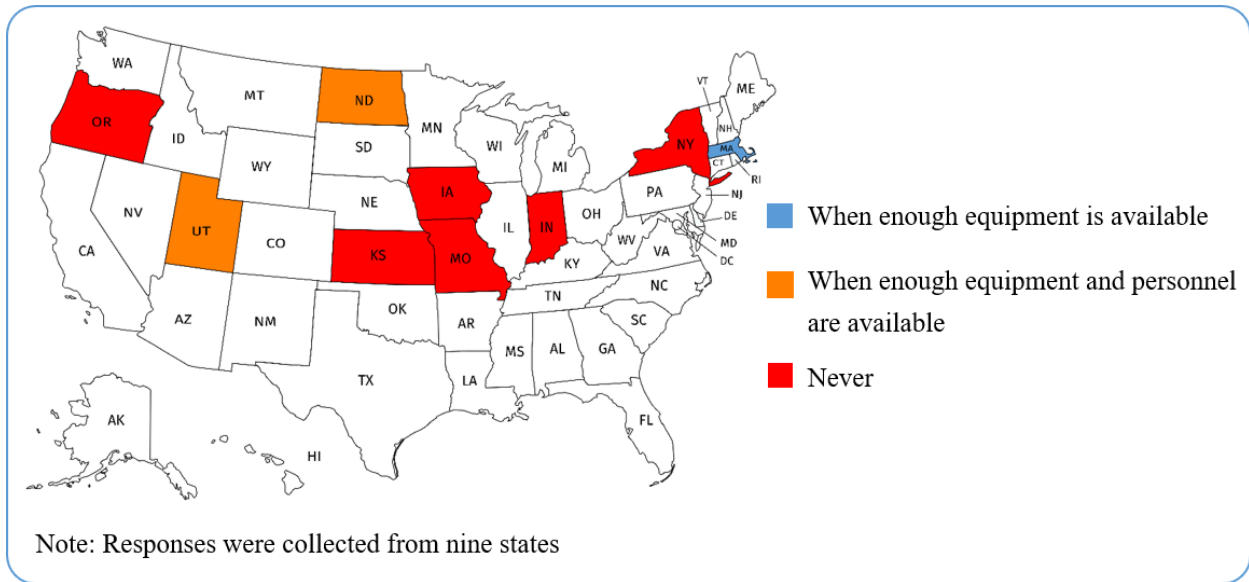 WA
MT
ND
MN
OR
ID
WY
SD
WI
MI
VT
ME
NH
NY
MA
CT
RI
NV
UT
CO
NE
IA
IL
IN
OH
PA
NJ
DE
MD
DC
CA
AZ
NM
KS
MO
KY
WV
VA
OK
AR
TN
NC
SC
TX
LA
MS
AL
GA
FL
AK
HI
When enough equipment is available
When enough equipment and personnel
are available
Never
Note: Responses were collected from nine states